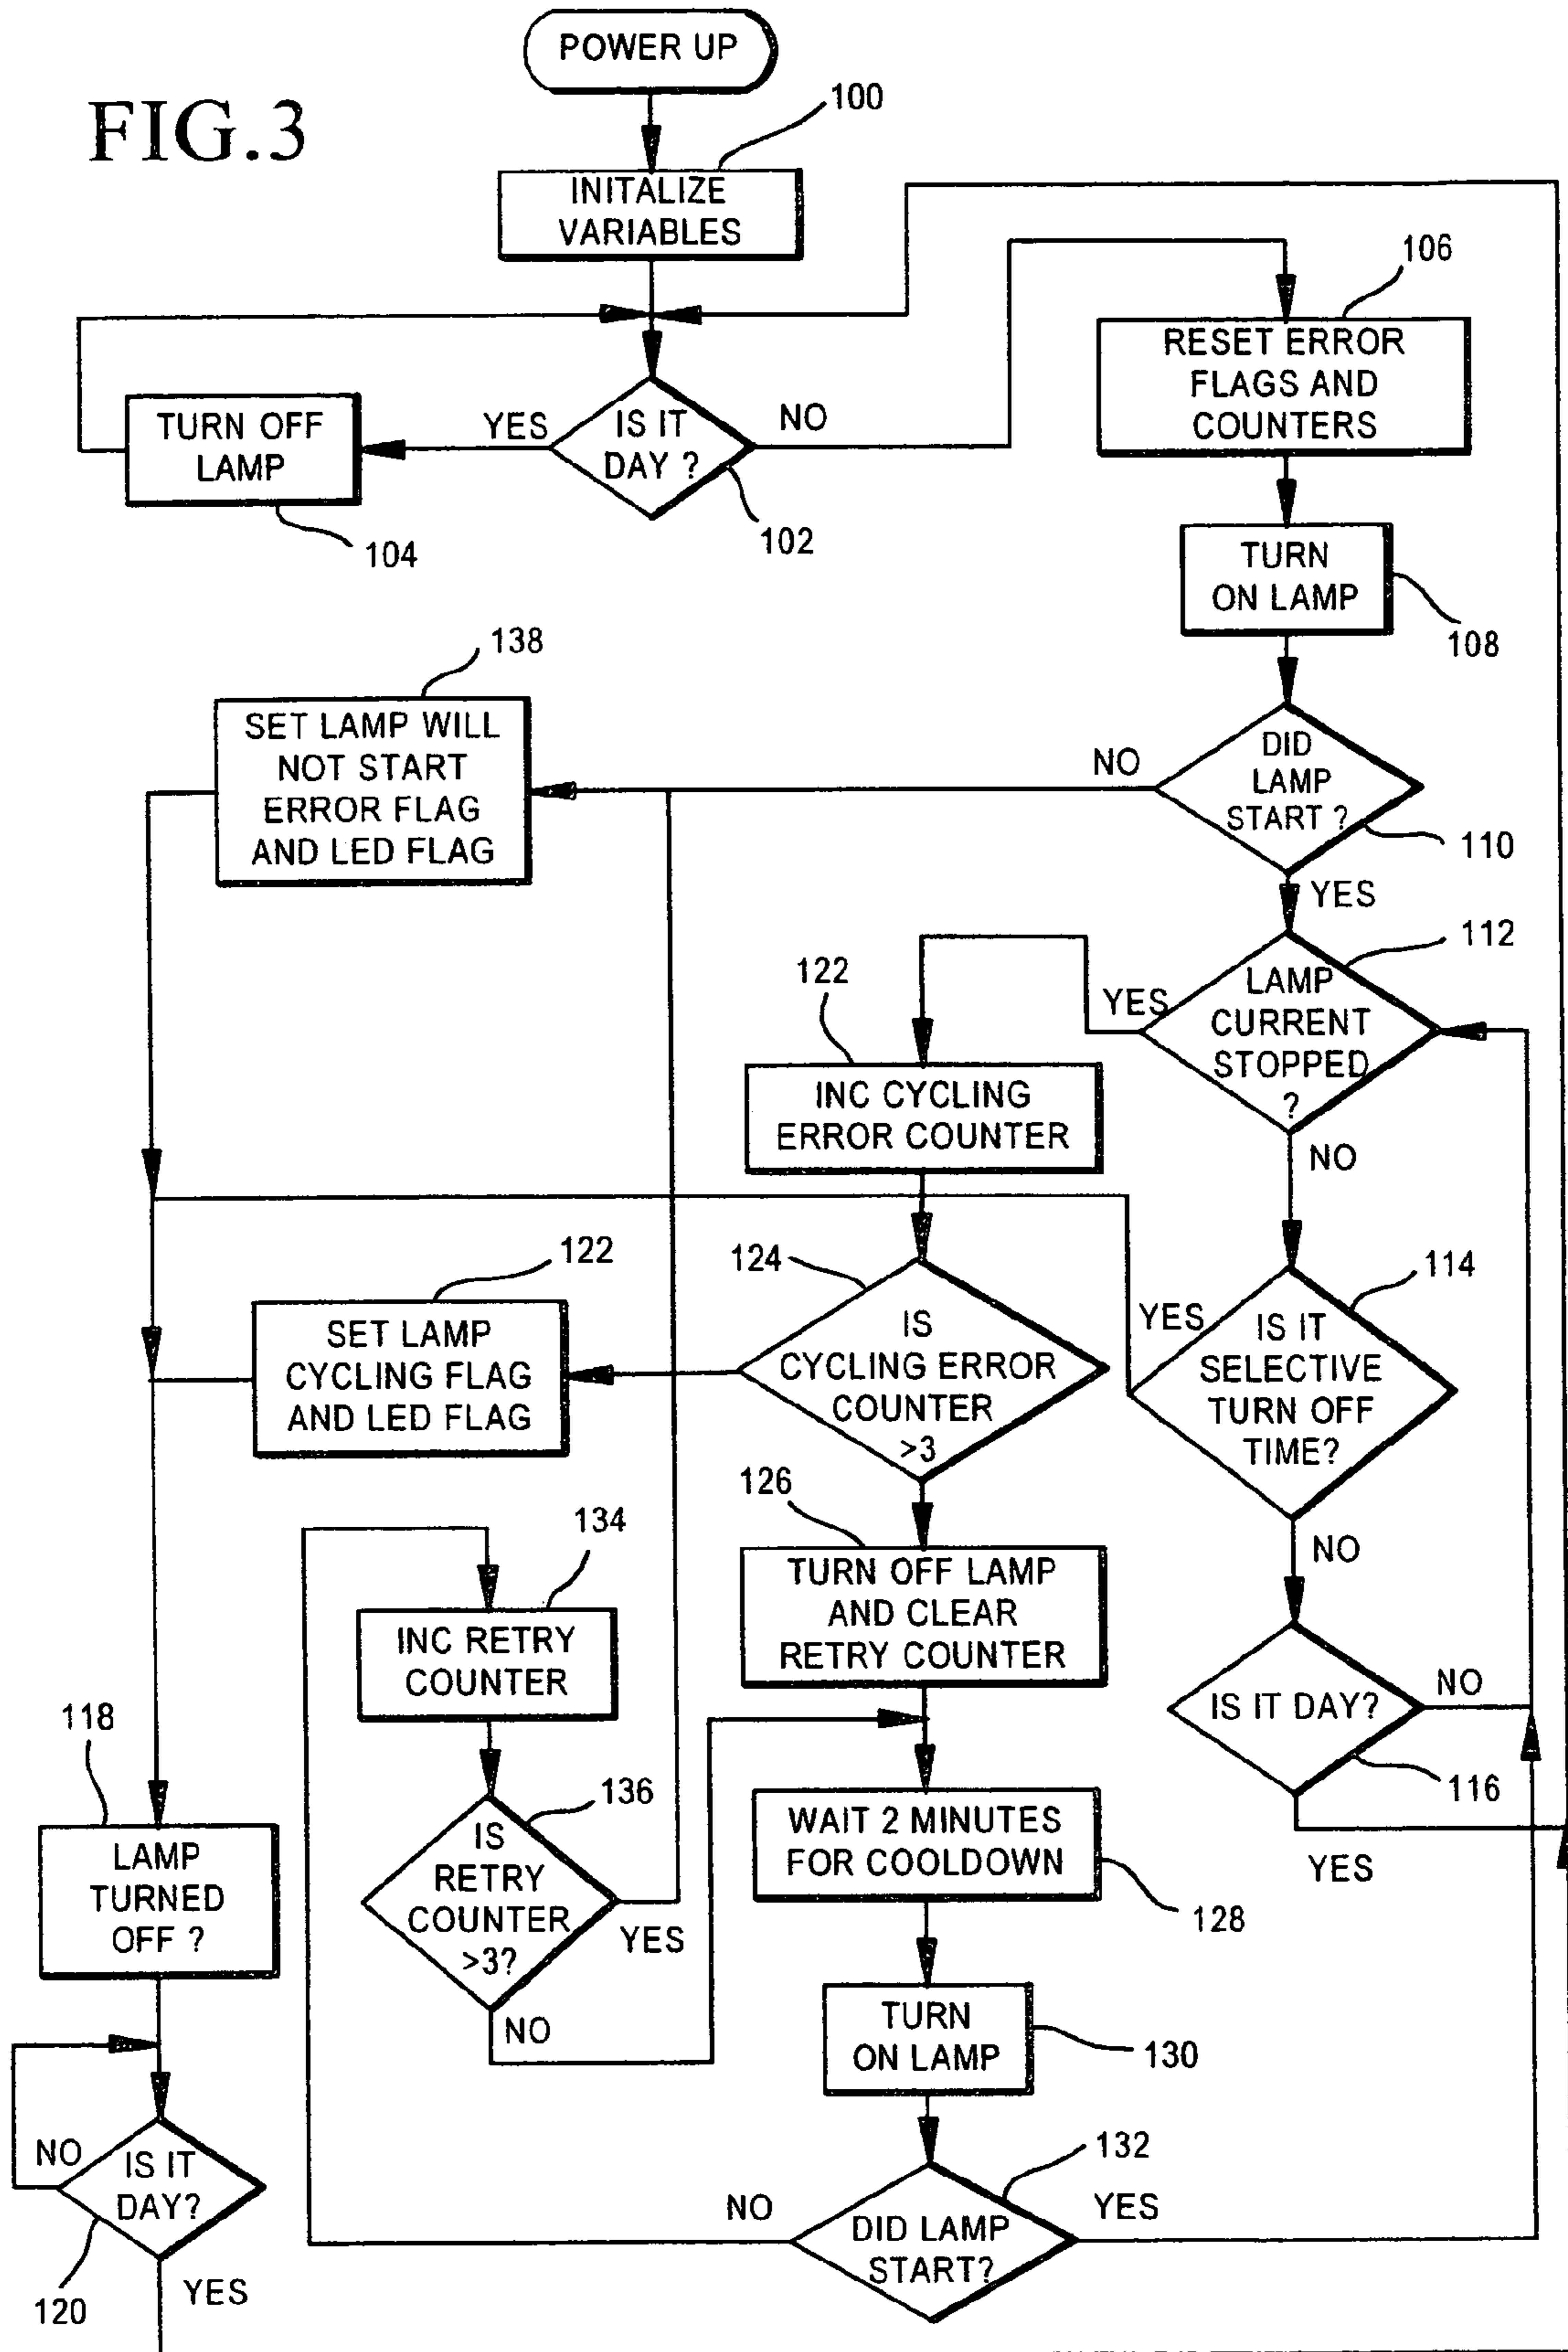 POWER UP
FIG.3
100
INITALIZE
VARIABLES
106
RESET ERROR
FLAGS AND
COUNTERS
TURN OFF
LAMP
YES
IS IT
DAY ?
NO
102
104
TURN
ON LAMP
108
138
SET LAMP WILL
NOT START
ERROR FLAG
AND LED FLAG
NO
DID
LAMP
START ?
110
YES
112
122
YES
LAMP
CURRENT
STOPPED
?
INC CYCLING
ERROR COUNTER
NO
122
124
114
SET LAMP
CYCLING FLAG
AND LED FLAG
IS
CYCLING ERROR
COUNTER
>3
YES
IS IT
SELECTIVE
TURN OFF
TIME?
126
134
NO
TURN OFF LAMP
AND CLEAR
RETRY COUNTER
INC RETRY
COUNTER
IS IT DAY?
NO
116
YES
118
136
LAMP
TURNED
OFF ?
IS
RETRY
COUNTER
>3?
YES
WAIT 2 MINUTES
FOR COOLDOWN
128
NO
TURN
ON LAMP
130
132
NO
IS IT
DAY?
NO
DID LAMP
START?
YES
120
YES